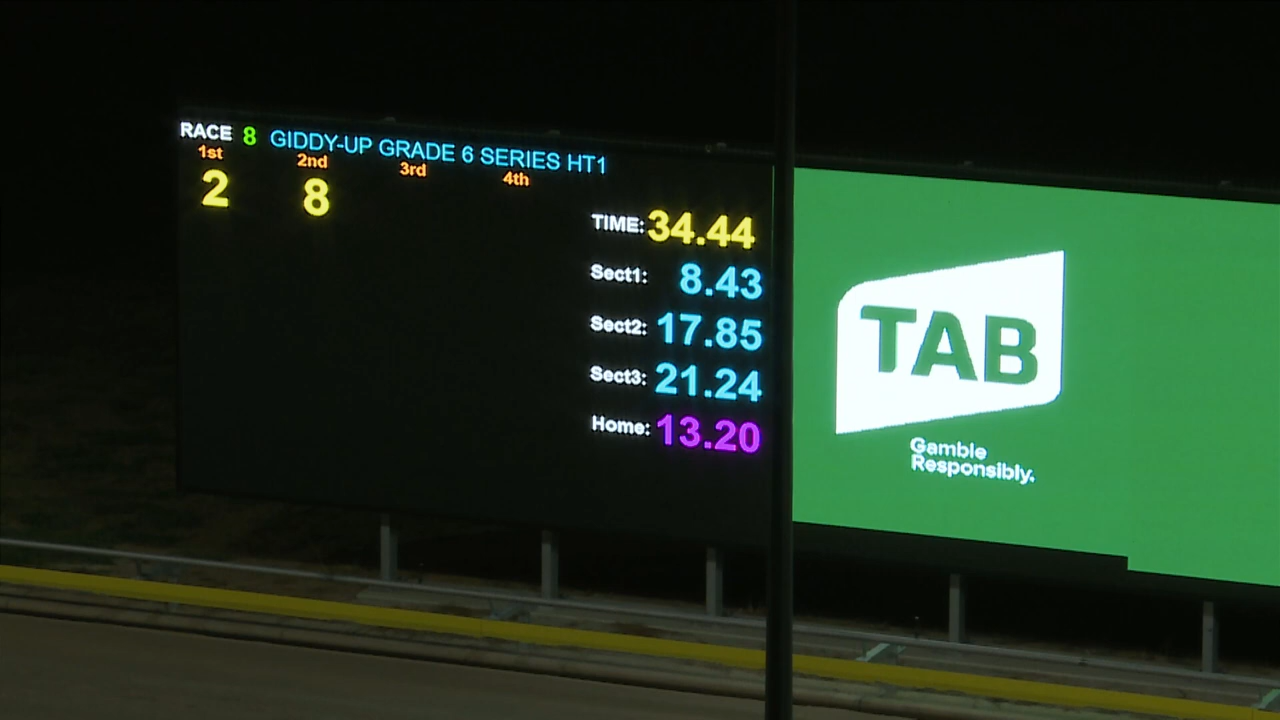 RACE 8 GIDDY-UP GRADE 6 SERIES HT1
1st 2nd 3rd 4th
2 8
TIME: 34.44
Sect1: 8.43
Sect2: 17.85
Sect3: 21.24
Home: 13.20
TAB
Gamble
Responsibly.